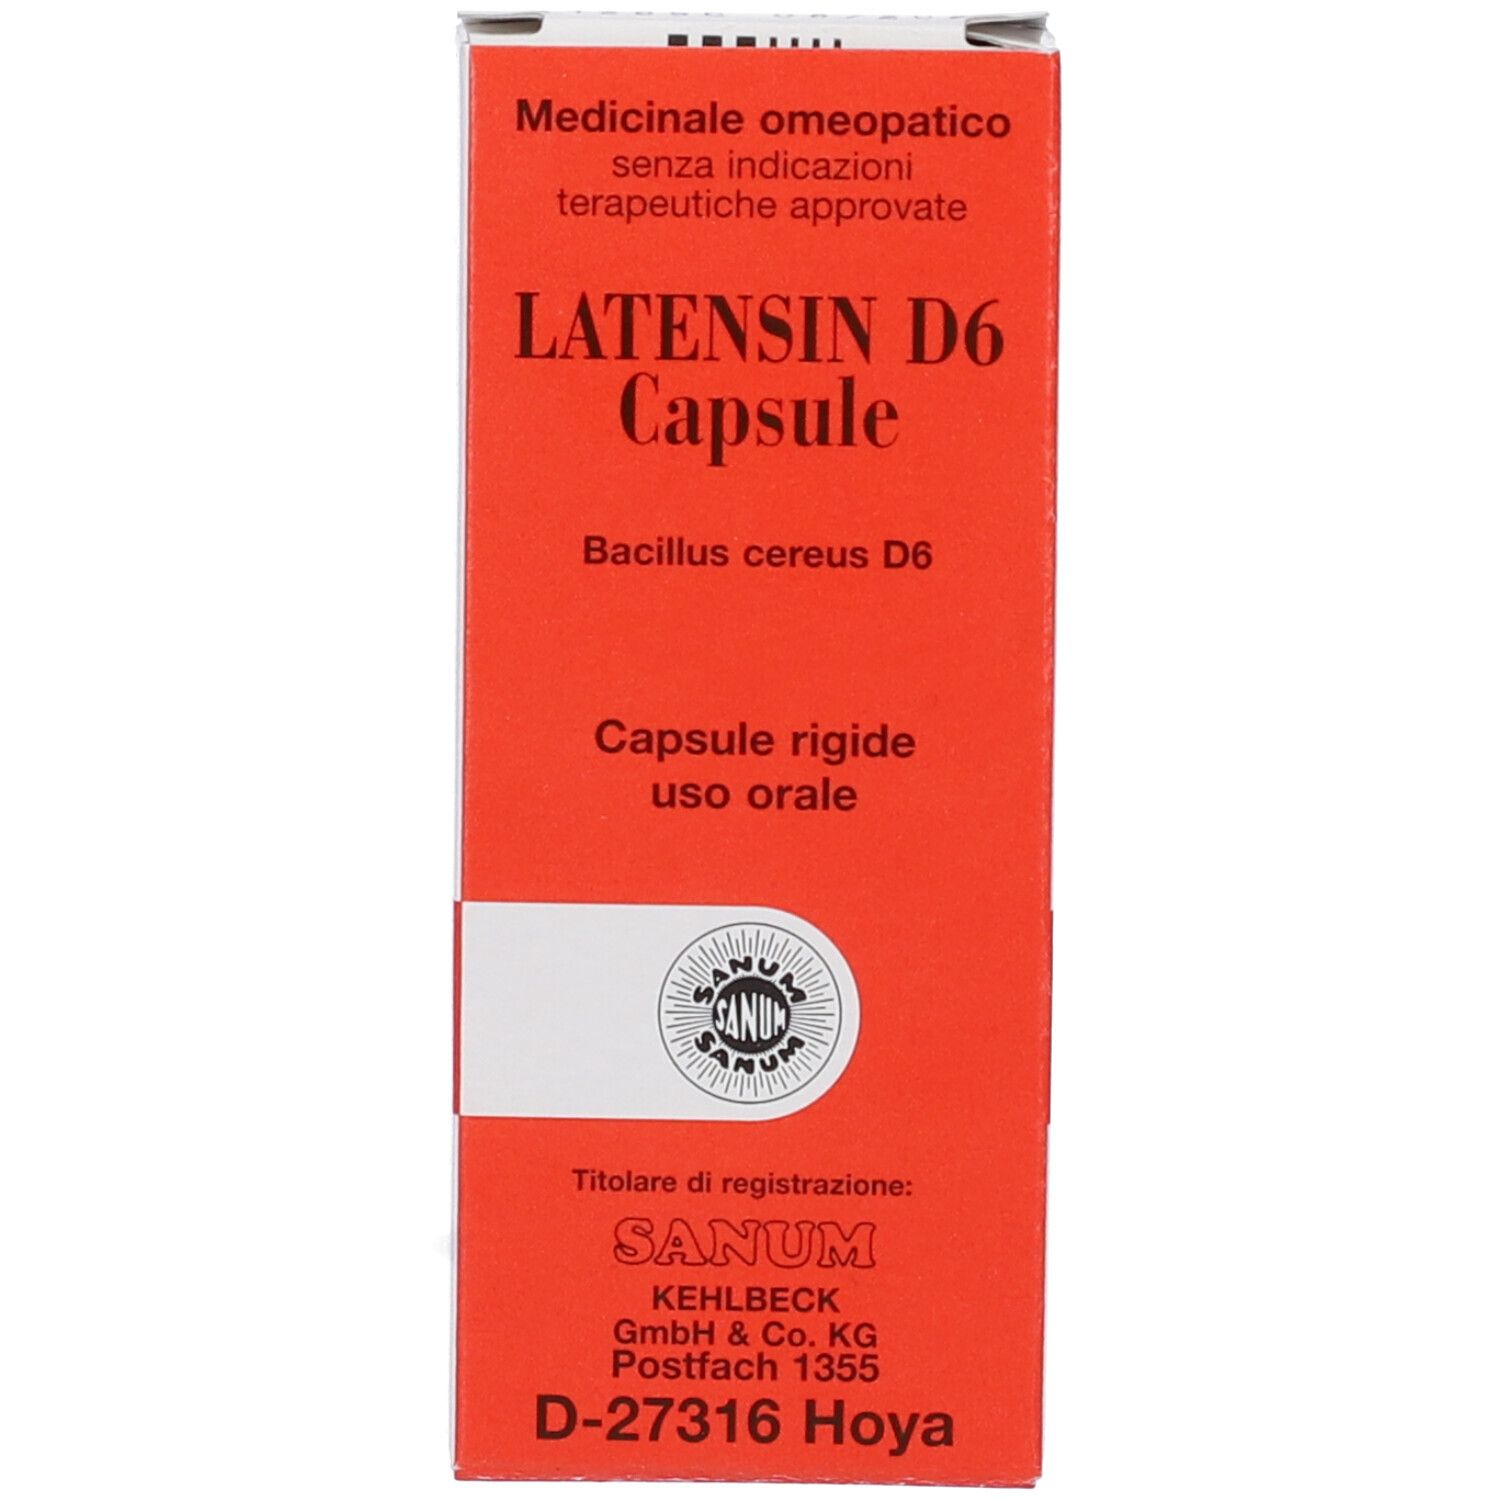 Medicinale omeopatico
senza indicazioni
terapeutiche approvate
LATENSIN D6
Capsule
Bacillus cereus D6
Capsule rigide
uso orale
SANUM
SANUM
SANUM
Titolare di registrazione:
SANUM
KEHLBECK
GmbH & Co. KG
Postfach 1355
D-27316 Hoya